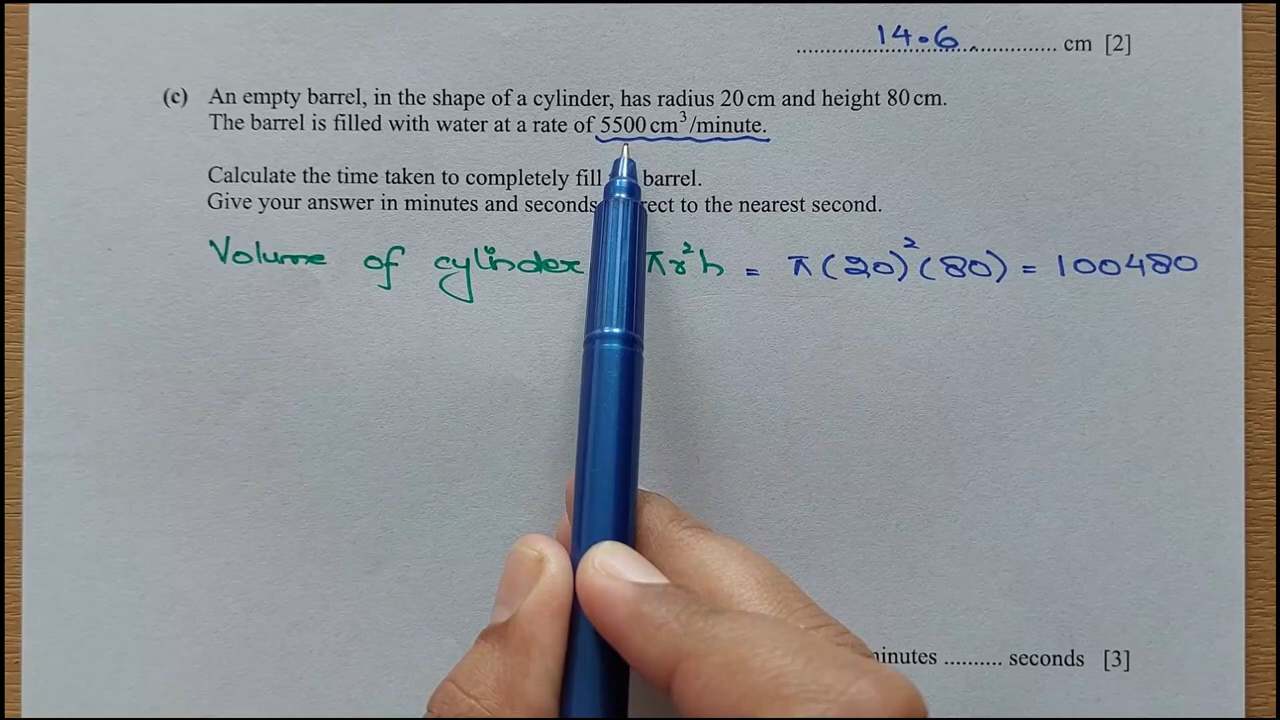 14.6 cm [2]
(c) An empty barrel, in the shape of a cylinder, has radius 20 cm and height 80 cm.
The barrel is filled with water at a rate of 5500 cm³/minute.
Calculate the time taken to completely fill barrel.
Give your answer in minutes and seconds rect to the nearest second.
Volume of cylinder πr²h = π(20)²(80) = 100480
inutes .......... seconds [3]